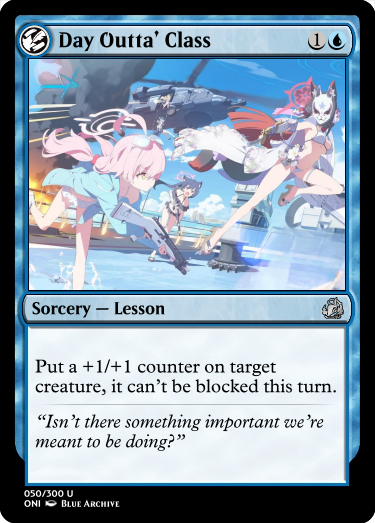 Day Outta' Class 1
Sorcery — Lesson
Put a +1/+1 counter on target
creature, it can't be blocked this turn.
“Isn't there something important we're
meant to be doing?”
050/300 U
ONI Blue Archive